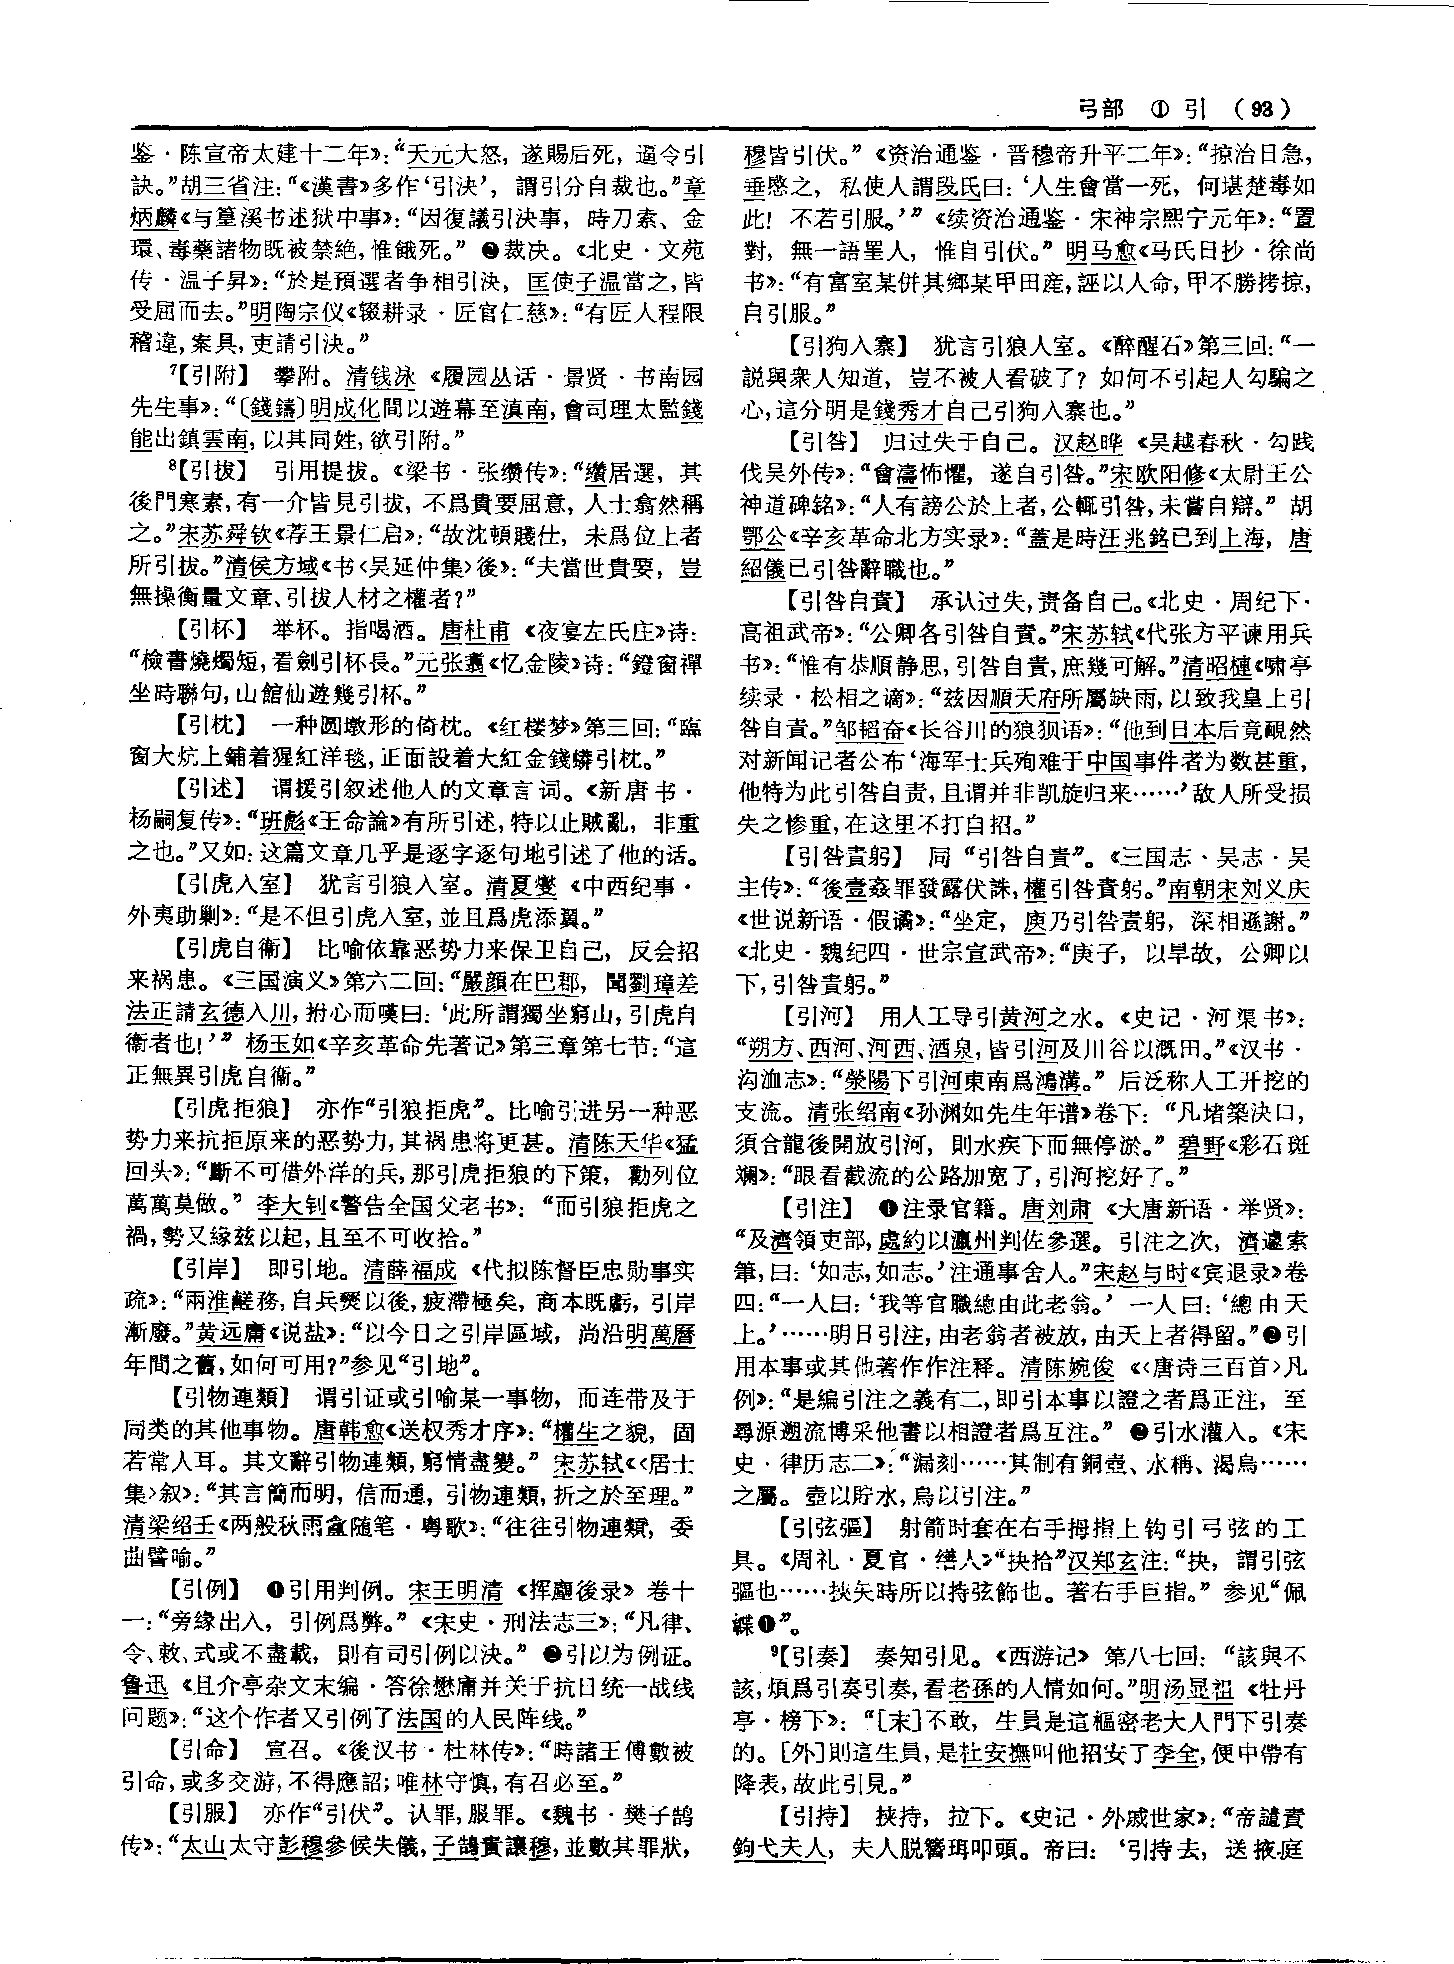 弓部　①　引　（93）
鉴·陈宣帝太建十二年》：“天元大怒，遂賜后死，逼令引
訣。”胡三省注：“《漢書》多作‘引決’，謂引分自裁也。”章
炳麟《与篁溪书述狱中事》：“因復議引決事，時刀素、金
環、毒藥諸物既被禁絶，惟餓死。” ❷裁决。《北史·文苑
传·温子昇》：“於是預選者争相引決，匡使子温當之，皆
受屈而去。”明陶宗仪《辍耕录·匠官仁慈》：“有匠人程限
稽違，案具，吏請引決。”
⁷【引附】　攀附。清钱泳《履园丛话·景贤·书南园
先生事》：“〔錢鑄〕明成化間以遊幕至滇南，會司理太監錢
能出鎮雲南，以其同姓，欲引附。”
⁸【引拔】　引用提拔。《梁书·张缵传》：“纘居選，其
後門寒素，有一介皆見引拔，不爲貴要屈意，人士翕然稱
之。”宋苏舜钦《荐王景仁启》：“故沈頓賤仕，未爲位上者
所引拔。”清侯方域《书〈吴延仲集〉後》：“夫當世貴要，豈
無操衡量文章、引拔人材之權者？”
【引杯】　举杯。指喝酒。唐杜甫《夜宴左氏庄》诗：
“檢書燒燭短，看劍引杯長。”元张翥《忆金陵》诗：“鐙窗禪
坐時聯句，山館仙遊幾引杯。”
【引枕】　一种圆墩形的倚枕。《红楼梦》第三回：“臨
窗大炕上鋪着猩紅洋毯，正面設着大紅金錢蟒引枕。”
【引述】　谓援引叙述他人的文章言词。《新唐书·
杨嗣复传》：“班彪《王命論》有所引述，特以止賊亂，非重
之也。”又如：这篇文章几乎是逐字逐句地引述了他的话。
【引虎入室】　犹言引狼入室。清夏燮《中西纪事·
外夷助剿》：“是不但引虎入室，並且爲虎添翼。”
【引虎自衛】　比喻依靠恶势力来保卫自己，反会招
来祸患。《三国演义》第六二回：“嚴顔在巴郡，聞劉璋差
法正請玄德入川，拊心而嘆曰：‘此所謂獨坐窮山，引虎自
衛者也！’” 杨玉如《辛亥革命先著记》第三章第七节：“這
正無異引虎自衛。”
【引虎拒狼】　亦作“引狼拒虎”。比喻引进另一种恶
势力来抗拒原来的恶势力，其祸患将更甚。清陈天华《猛
回头》：“斷不可借外洋的兵，那引虎拒狼的下策，勸列位
萬萬莫做。” 李大钊《警告全国父老书》：“而引狼拒虎之
禍，勢又緣兹以起，且至不可收拾。”
【引岸】　即引地。清薛福成《代拟陈督臣忠勋事实
疏》：“兩淮鹾務，自兵燹以後，疲滯極矣，商本既虧，引岸
漸廢。”黄远庸《说盐》：“以今日之引岸區域，尚沿明萬曆
年間之舊，如何可用？”参见“引地”。
【引物連類】　谓引证或引喻某一事物，而连带及于
同类的其他事物。唐韩愈《送权秀才序》：“權生之貌，固
若常人耳。其文辭引物連類，窮情盡變。” 宋苏轼《〈居士
集〉叙》：“其言簡而明，信而通，引物連類，折之於至理。”
清梁绍壬《两般秋雨盦随笔·粤歌》：“往往引物連類，委
曲譬喻。”
【引例】　❶引用判例。宋王明清《挥麈後录》卷十
一：“旁緣出入，引例爲弊。”《宋史·刑法志三》：“凡律、
令、敕、式或不盡載，則有司引例以決。” ❷引以为例证。
鲁迅《且介亭杂文末编·答徐懋庸并关于抗日统一战线
问题》：“这个作者又引例了法国的人民阵线。”
【引命】　宣召。《後汉书·杜林传》：“時諸王傅數被
引命，或多交游，不得應詔；唯林守慎，有召必至。”
【引服】　亦作“引伏”。认罪，服罪。《魏书·樊子鹄
传》：“太山太守彭穆參候失儀，子鵠責讓穆，並數其罪狀，
穆皆引伏。”《资治通鉴·晋穆帝升平二年》：“掠治日急，
垂愍之，私使人謂段氏曰：‘人生會當一死，何堪楚毒如
此！不若引服。’”《续资治通鉴·宋神宗熙宁元年》：“置
對，無一語罣人，惟自引伏。” 明马愈《马氏日抄·徐尚
书》：“有富室某併其鄉某甲田産，誣以人命，甲不勝拷掠，
自引服。”
【引狗入寨】　犹言引狼入室。《醉醒石》第三回：“一
説與衆人知道，豈不被人看破了？如何不引起人勾騙之
心，這分明是錢秀才自己引狗入寨也。”
【引咎】　归过失于自己。汉赵晔《吴越春秋·勾践
伐吴外传》：“會濤怖懼，遂自引咎。”宋欧阳修《太尉王公
神道碑銘》：“人有謗公於上者，公輒引咎，未嘗自辯。” 胡
鄂公《辛亥革命北方实录》：“蓋是時汪兆銘已到上海，唐
紹儀已引咎辭職也。”
【引咎自責】　承认过失，责备自己。《北史·周纪下·
高祖武帝》：“公卿各引咎自責。”宋苏轼《代张方平谏用兵
书》：“惟有恭順静思，引咎自責，庶幾可解。”清昭槤《啸亭
续录·松相之谪》：“兹因順天府所屬缺雨，以致我皇上引
咎自責。”邹韬奋《长谷川的狼狈语》：“他到日本后竟靦然
对新闻记者公布‘海军士兵殉难于中国事件者为数甚重，
他特为此引咎自责，且谓并非凯旋归来……’敌人所受损
失之惨重，在这里不打自招。”
【引咎責躬】　同“引咎自責”。《三国志·吴志·吴
主传》：“後壹姦罪發露伏誅，權引咎責躬。”南朝宋刘义庆
《世说新语·假谲》：“坐定，庾乃引咎責躬，深相遜謝。”
《北史·魏纪四·世宗宣武帝》：“庚子，以旱故，公卿以
下，引咎責躬。”
【引河】　用人工导引黄河之水。《史记·河渠书》：
“朔方、西河、河西、酒泉，皆引河及川谷以溉田。”《汉书·
沟洫志》：“滎陽下引河東南爲鴻溝。” 后泛称人工开挖的
支流。清张绍南《孙渊如先生年谱》卷下：“凡堵築決口，
須合龍後開放引河，則水疾下而無停淤。” 碧野《彩石斑
斓》：“眼看截流的公路加宽了，引河挖好了。”
【引注】　❶注录官籍。唐刘肃《大唐新语·举贤》：
“及濟領吏部，處約以瀛州判佐參選。引注之次，濟遽索
筆，曰：‘如志，如志。’注通事舍人。”宋赵与时《宾退录》卷
四：“一人曰：‘我等官職總由此老翁。’ 一人曰：‘總由天
上。’……明日引注，由老翁者被放，由天上者得留。”❷引
用本事或其他著作作注释。清陈婉俊《〈唐诗三百首〉凡
例》：“是編引注之義有二，即引本事以證之者爲正注，至
尋源遡流博采他書以相證者爲互注。” ❷引水灌入。《宋
史·律历志二》：“漏刻……其制有銅壺、水稱、渴烏……
之屬。壺以貯水，烏以引注。”
【引弦彄】　射箭时套在右手拇指上钩引弓弦的工
具。《周礼·夏官·缮人》“抉拾”汉郑玄注：“抉，謂引弦
彄也……挾矢時所以持弦飾也。著右手巨指。” 参见“佩
韘❶”。
⁹【引奏】　奏知引见。《西游记》第八七回：“該與不
該，煩爲引奏引奏，看老孫的人情如何。”明汤显祖《牡丹
亭·榜下》：“［末］不敢，生員是這樞密老大人門下引奏
的。［外］則這生員，是杜安撫叫他招安了李全，便中帶有
降表，故此引見。”
【引持】　挟持，拉下。《史记·外戚世家》：“帝譴責
鉤弋夫人，夫人脱簪珥叩頭。帝曰：‘引持去，送掖庭